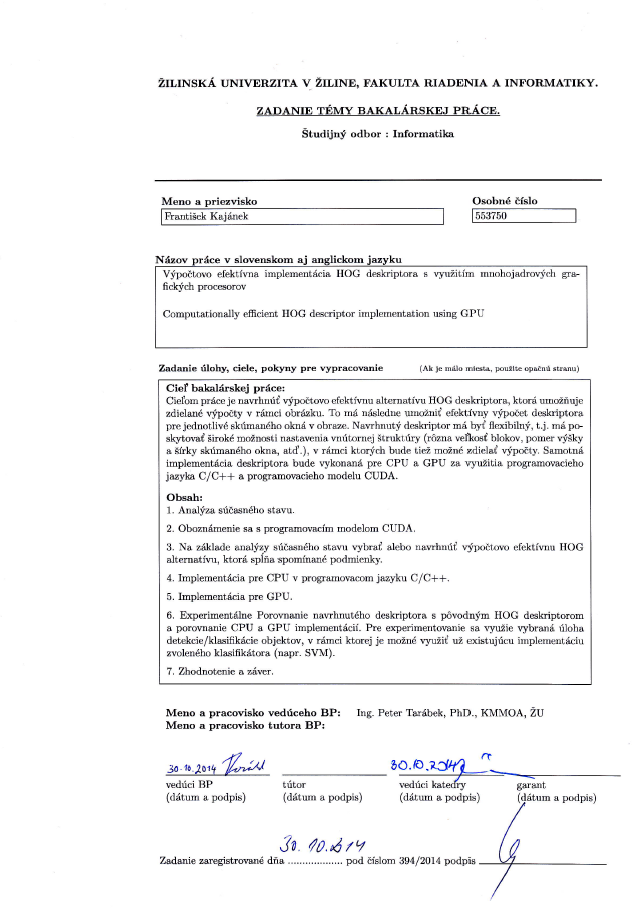 ŽILINSKÁ UNIVERZITA V ŽILINE, FAKULTA RIADENIA A INFORMATIKY.
ZADANIE TÉMY BAKALÁRSKEJ PRÁCE.
Študijný odbor : Informatika
Meno a priezvisko Osobné číslo
František Kajánek 553750
Názov práce v slovenskom aj anglickom jazyku
Výpočtovo efektívna implementácia HOG deskriptora s využitím mnohojadrových gra-
fických procesorov
Computationally efficient HOG descriptor implementation using GPU
Zadanie úlohy, ciele, pokyny pre vypracovanie (Ak je málo miesta, použite opačnú stranu)
Cieľ bakalárskej práce:
Cieľom práce je navrhnúť výpočtovo efektívnu alternatívu HOG deskriptora, ktorá umožňuje
zdielané výpočty v rámci obrázku. To má následne umožniť efektívny výpočet deskriptora
pre jednotlivé skúmaného okná v obraze. Navrhnutý deskriptor má byť flexibilný, t.j. má po-
skytovať široké možnosti nastavenia vnútornej štruktúry (rôzna veľkosť blokov, pomer výšky
a šírky skúmaného okna, atď.), v rámci ktorých bude tiež možné zdielať výpočty. Samotná
implementácia deskriptora bude vykonaná pre CPU a GPU za využitia programovacieho
jazyka C/C++ a programovacieho modelu CUDA.
Obsah:
1. Analýza súčasného stavu.
2. Oboznámenie sa s programovacím modelom CUDA.
3. Na základe analýzy súčasného stavu vybrať alebo navrhnúť výpočtovo efektívnu HOG
alternatívu, ktorá spĺňa spomínané podmienky.
4. Implementácia pre CPU v programovacom jazyku C/C++.
5. Implementácia pre GPU.
6. Experimentálne Porovnanie navrhnutého deskriptora s pôvodným HOG deskriptorom
a porovnanie CPU a GPU implementácií. Pre experimentovanie sa využie vybraná úloha
detekcie/klasifikácie objektov, v rámci ktorej je možné využiť už existujúcu implementáciu
zvoleného klasifikátora (napr. SVM).
7. Zhodnotenie a záver.
Meno a pracovisko vedúceho BP: Ing. Peter Tarábek, PhD., KMMOA, ŽU
Meno a pracovisko tutora BP:
30.10.2014 30.10.2014
vedúci BP tútor vedúci katedry garant
(dátum a podpis) (dátum a podpis) (dátum a podpis) (dátum a podpis)
30. 10. 2014
Zadanie zaregistrované dňa ................... pod číslom 394/2014 podpis